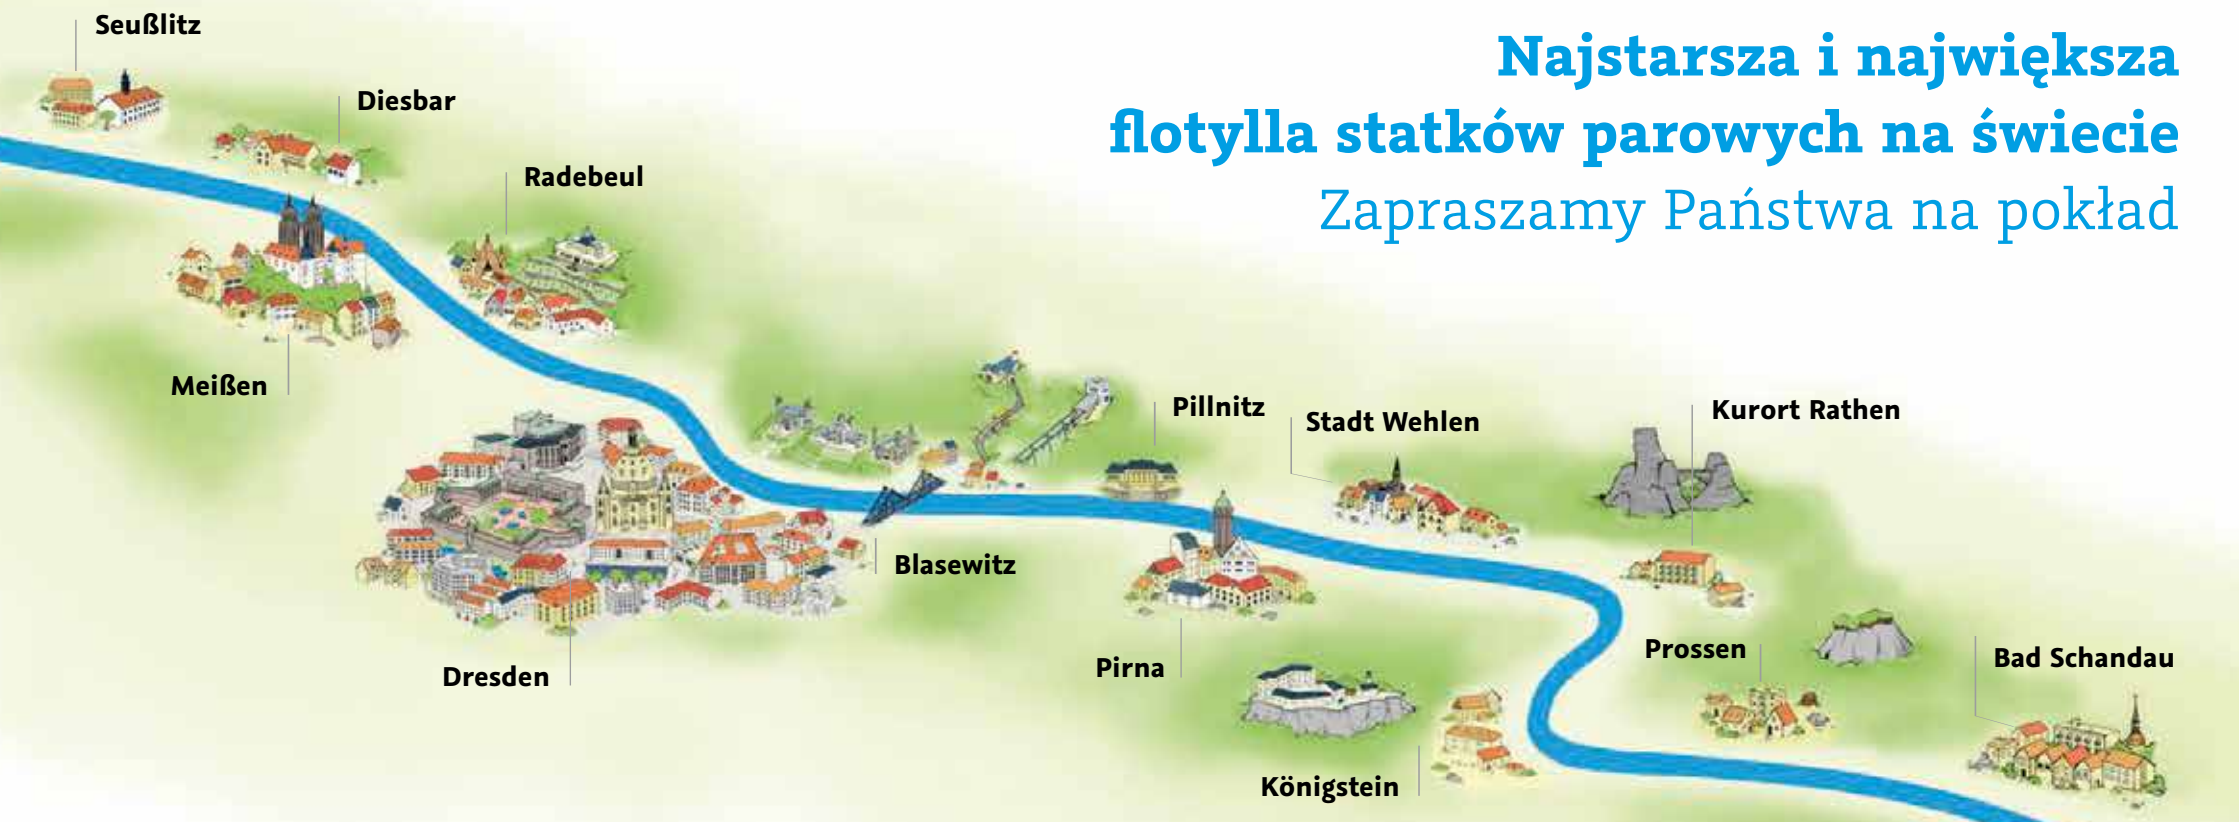 Najstarsza i największa
flotylla statków parowych na świecie
Zapraszamy Państwa na pokład
Seußlitz
Diesbar
Radebeul
Meißen
Pillnitz
Stadt Wehlen
Kurort Rathen
Blasewitz
Dresden
Pirna
Prossen
Bad Schandau
Königstein